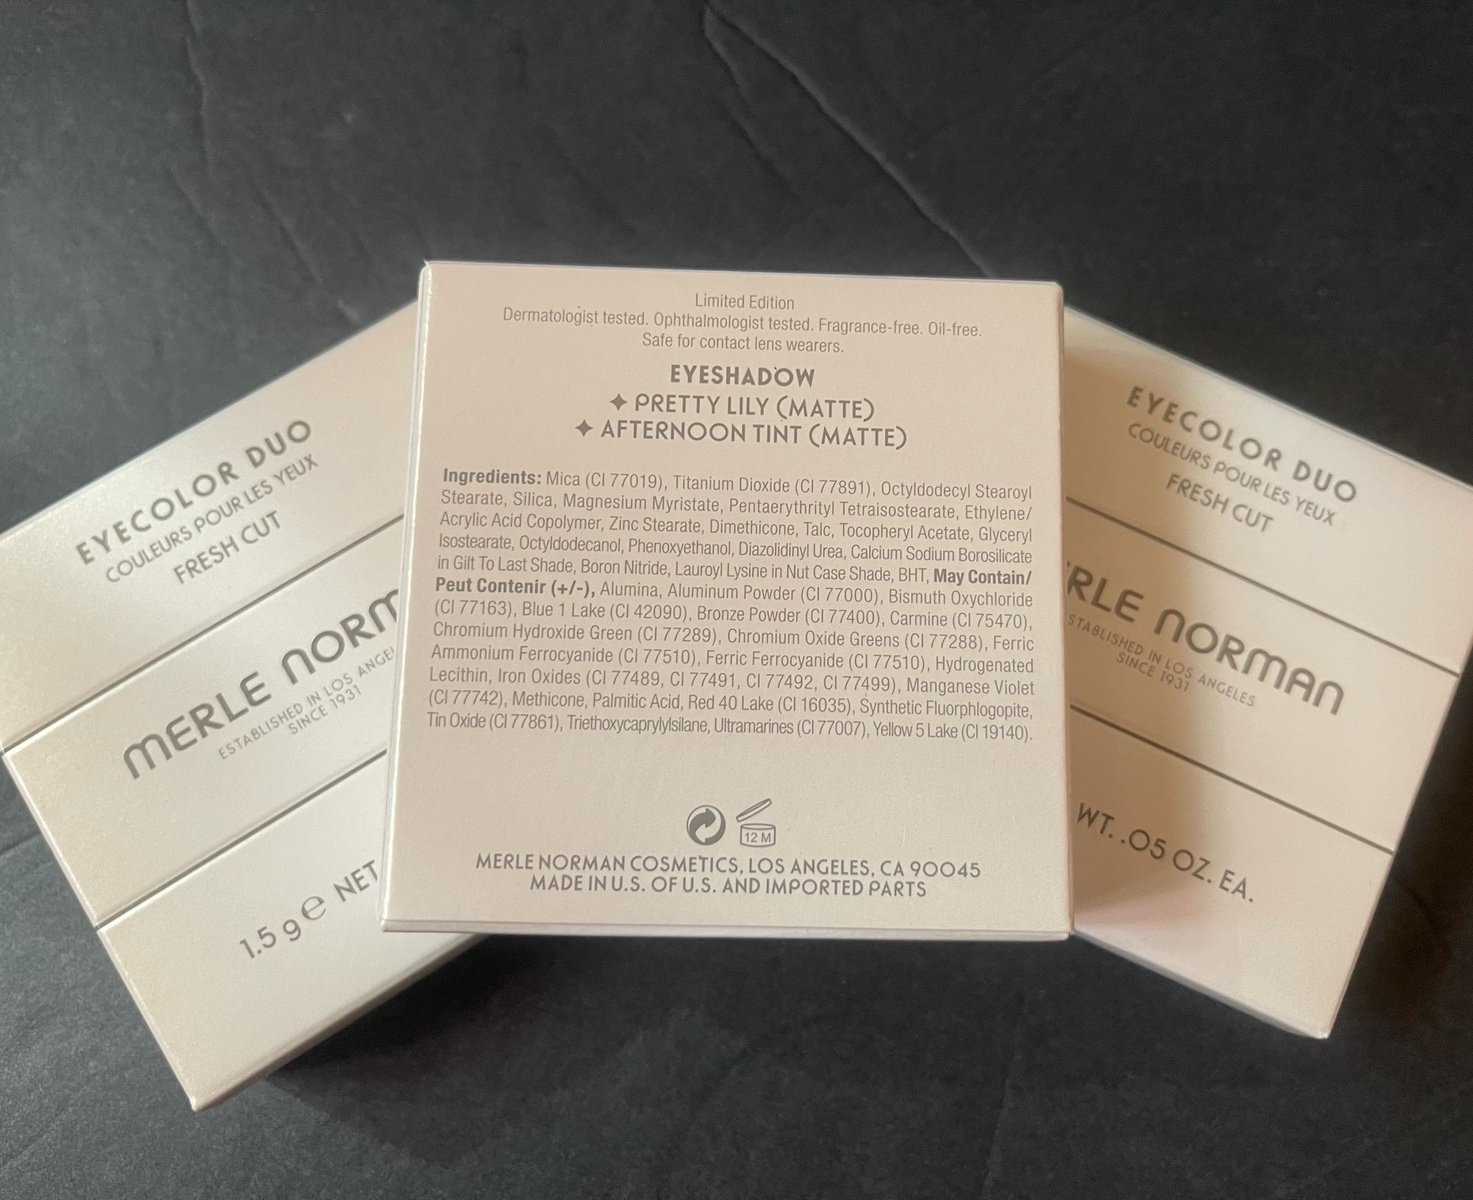 EYECOLOR DUO
COULEURS POUR LES YEUX
FRESH CUT
MERLE NORM
ESTABLISHED IN LOS ANGEL
SINCE 1931
1.5 g ℮ NET
Limited Edition
Dermatologist tested. Ophthalmologist tested. Fragrance-free. Oil-free.
Safe for contact lens wearers.
EYESHADOW
✦ PRETTY LILY (MATTE)
✦ AFTERNOON TINT (MATTE)
Ingredients: Mica (CI 77019), Titanium Dioxide (CI 77891), Octyldodecyl Stearoyl
Stearate, Silica, Magnesium Myristate, Pentaerythrityl Tetraisostearate, Ethylene/
Acrylic Acid Copolymer, Zinc Stearate, Dimethicone, Talc, Tocopheryl Acetate, Glyceryl
Isostearate, Octyldodecanol, Phenoxyethanol, Diazolidinyl Urea, Calcium Sodium Borosilicate
in Gilt To Last Shade, Boron Nitride, Lauroyl Lysine in Nut Case Shade, BHT, May Contain/
Peut Contenir (+/-), Alumina, Aluminum Powder (CI 77000), Bismuth Oxychloride
(CI 77163), Blue 1 Lake (CI 42090), Bronze Powder (CI 77400), Carmine (CI 75470),
Chromium Hydroxide Green (CI 77289), Chromium Oxide Greens (CI 77288), Ferric
Ammonium Ferrocyanide (CI 77510), Ferric Ferrocyanide (CI 77510), Hydrogenated
Lecithin, Iron Oxides (CI 77489, CI 77491, CI 77492, CI 77499), Manganese Violet
(CI 77742), Methicone, Palmitic Acid, Red 40 Lake (CI 16035), Synthetic Fluorphlogopite,
Tin Oxide (CI 77861), Triethoxycaprylylsilane, Ultramarines (CI 77007), Yellow 5 Lake (CI 19140).
12 M
MERLE NORMAN COSMETICS, LOS ANGELES, CA 90045
MADE IN U.S. OF U.S. AND IMPORTED PARTS
EYECOLOR DUO
COULEURS POUR LES YEUX
FRESH CUT
RLE NORMAN
STABLISHED IN LOS ANGELES
SINCE 1931
WT. .05 OZ. EA.